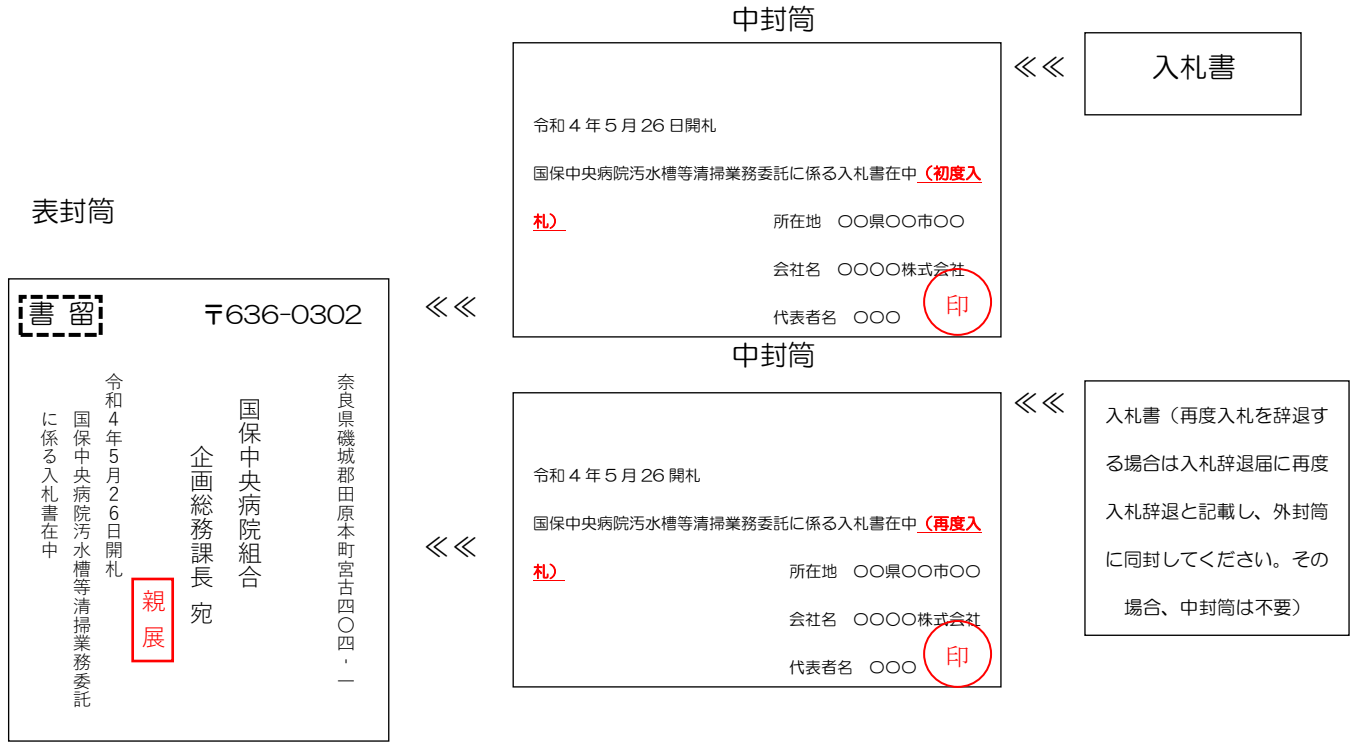 表封筒
書留
〒636-0302
奈良県磯城郡田原本町宮古四〇四-一
国保中央病院組合
企画総務課長 宛
親展
令和4年5月26日開札
国保中央病院汚水槽等清掃業務委託
に係る入札書在中
≪≪
≪≪
中封筒
令和4年5月26日開札
国保中央病院汚水槽等清掃業務委託に係る入札書在中(初度入
札)
所在地 〇〇県〇〇市〇〇
会社名 〇〇〇〇株式会社
代表者名 〇〇〇
印
≪≪
入札書
中封筒
令和4年5月26開札
国保中央病院汚水槽等清掃業務委託に係る入札書在中(再度入
札)
所在地 〇〇県〇〇市〇〇
会社名 〇〇〇〇株式会社
代表者名 〇〇〇
印
≪≪
入札書(再度入札を辞退す
る場合は入札辞退届に再度
入札辞退と記載し、外封筒
に同封してください。その
場合、中封筒は不要)